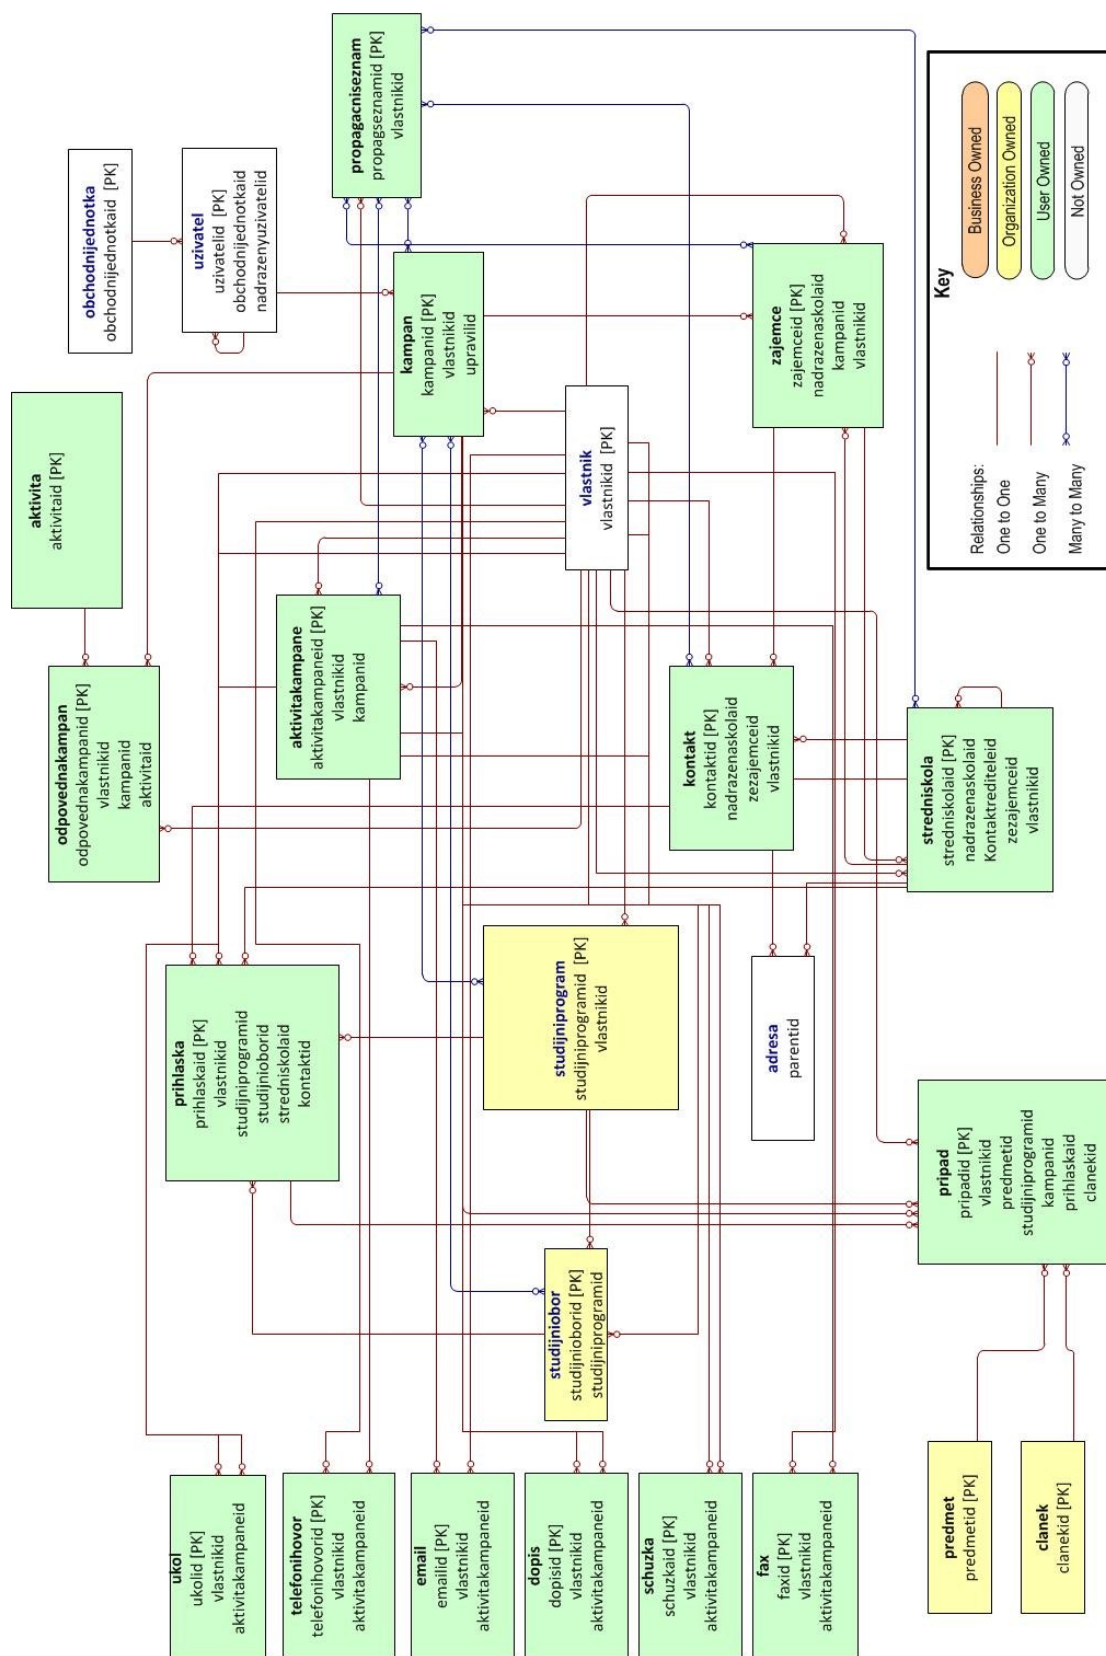 aktivita
aktivitaid [PK]
odpovednakampan
odpovednakampanid [PK]
vlastnikid
kampanid
aktivitaid
obchodnijednotka
obchodnijednotkaid [PK]
ukol
ukolid [PK]
vlastnikid
aktivitakampaneid
prihlaska
prihlaskaid [PK]
vlastnikid
studijniprogramid
studijnioborid
stredniskolaid
kontaktid
uzivatel
uzivatelid [PK]
obchodnijednotkaid
nadrazenyuzivatelid
telefonihovor
telefonihovorid [PK]
vlastnikid
aktivitakampaneid
aktivitakampane
aktivitakampaneid [PK]
vlastnikid
kampanid
propagacniseznam
propagseznamid [PK]
vlastnikid
email
emailid [PK]
vlastnikid
aktivitakampaneid
kampan
kampanid [PK]
vlastnikid
upravilid
dopis
dopisid [PK]
vlastnikid
aktivitakampaneid
studijniobor
studijnioborid [PK]
studijniprogramid
studijniprogram
studijniprogramid [PK]
vlastnikid
vlastnik
vlastnikid [PK]
schuzka
schuzkaid [PK]
vlastnikid
aktivitakampaneid
kontakt
kontaktid [PK]
nadrazenaskolaid
zezajemceid
vlastnikid
fax
faxid [PK]
vlastnikid
aktivitakampaneid
adresa
parentid
zajemce
zajemceid [PK]
nadrazenaskolaid
kampanid
vlastnikid
predmet
predmetid [PK]
clanek
clanekid [PK]
pripad
pripadid [PK]
vlastnikid
predmetid
studijniprogramid
kampanid
prihlaskaid
clanekid
stredniskola
stredniskolaid [PK]
nadrazenaskolaid
Kontaktrediteleid
zezajemceid
vlastnikid
Key
Relationships:
One to One
One to Many
Many to Many
Business Owned
Organization Owned
User Owned
Not Owned